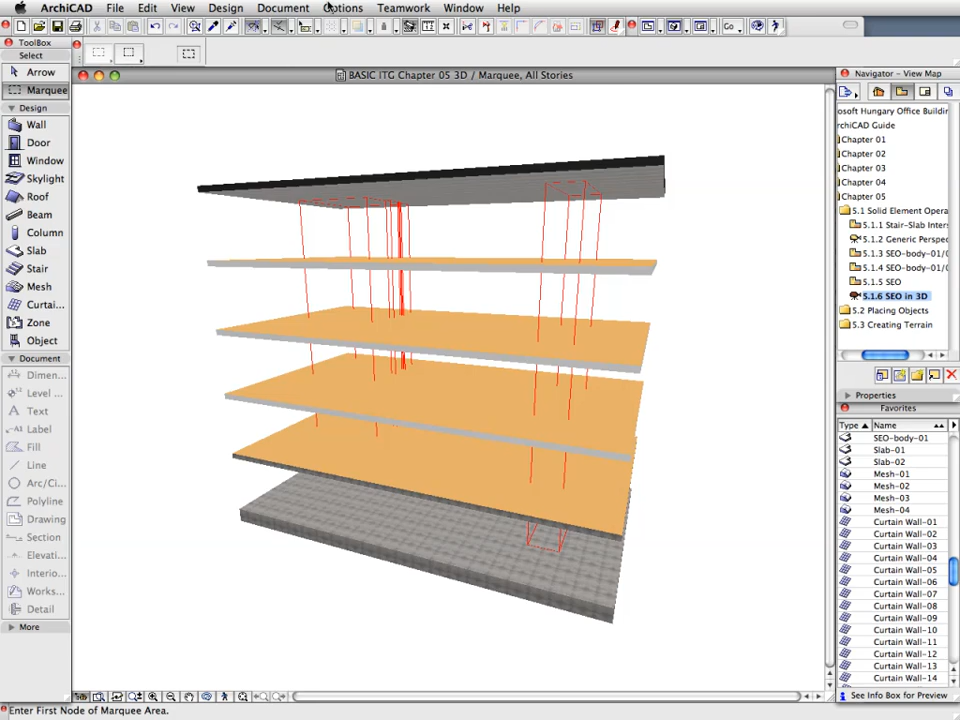 ArchiCAD File Edit View Design Document Options Teamwork Window Help
Go
ToolBox
Select
Arrow
Marquee
Design
Wall
Door
Window
Skylight
Roof
Beam
Column
Slab
Stair
Mesh
Curtai...
Zone
Object
Document
Dimen...
Level ...
Text
Label
Fill
Line
Arc/Ci...
Polyline
Drawing
Section
Elevati...
Interio...
Works...
Detail
More
BASIC ITG Chapter 05 3D / Marquee, All Stories
Navigator - View Map
osoft Hungary Office Buildin
rchiCAD Guide
Chapter 01
Chapter 02
Chapter 03
Chapter 04
Chapter 05
5.1 Solid Element Opera
5.1.1 Stair-Slab Inters
5.1.2 Generic Perspe
5.1.3 SEO-body-01/
5.1.4 SEO-body-01/
5.1.5 SEO
5.1.6 SEO in 3D
5.2 Placing Objects
5.3 Creating Terrain
Properties
Favorites
Type Name
SEO-body-01
Slab-01
Slab-02
Mesh-01
Mesh-02
Mesh-03
Mesh-04
Curtain Wall-01
Curtain Wall-02
Curtain Wall-03
Curtain Wall-04
Curtain Wall-05
Curtain Wall-06
Curtain Wall-07
Curtain Wall-08
Curtain Wall-09
Curtain Wall-10
Curtain Wall-11
Curtain Wall-12
Curtain Wall-13
Curtain Wall-14
See Info Box for Preview
Enter First Node of Marquee Area.